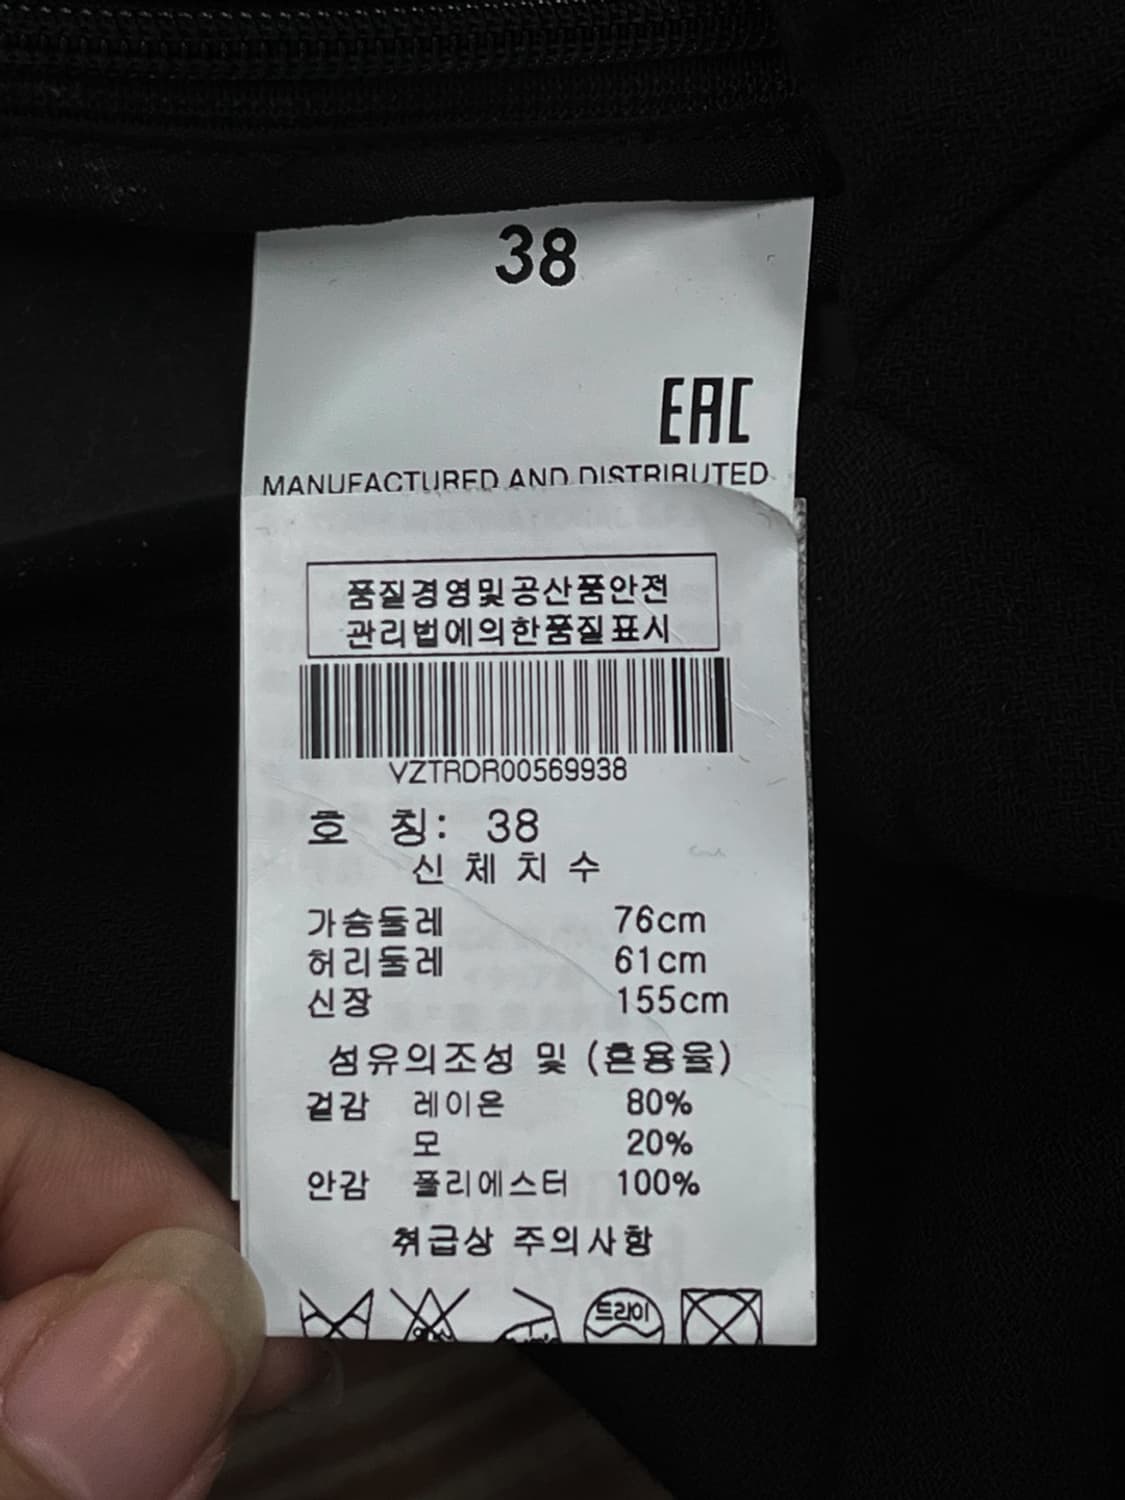 38
EAC
MANUFACTURED AND DISTRIBUTED
품질경영및공산품안전
관리법에의한품질표시
VZTRDR00569938
호 칭: 38
신 체 치 수
가슴둘레 76cm
허리둘레 61cm
신장 155cm
섬유의조성 및 (혼용율)
겉감 레이온 80%
모 20%
안감 폴리에스터 100%
취급상 주의사항
드라이